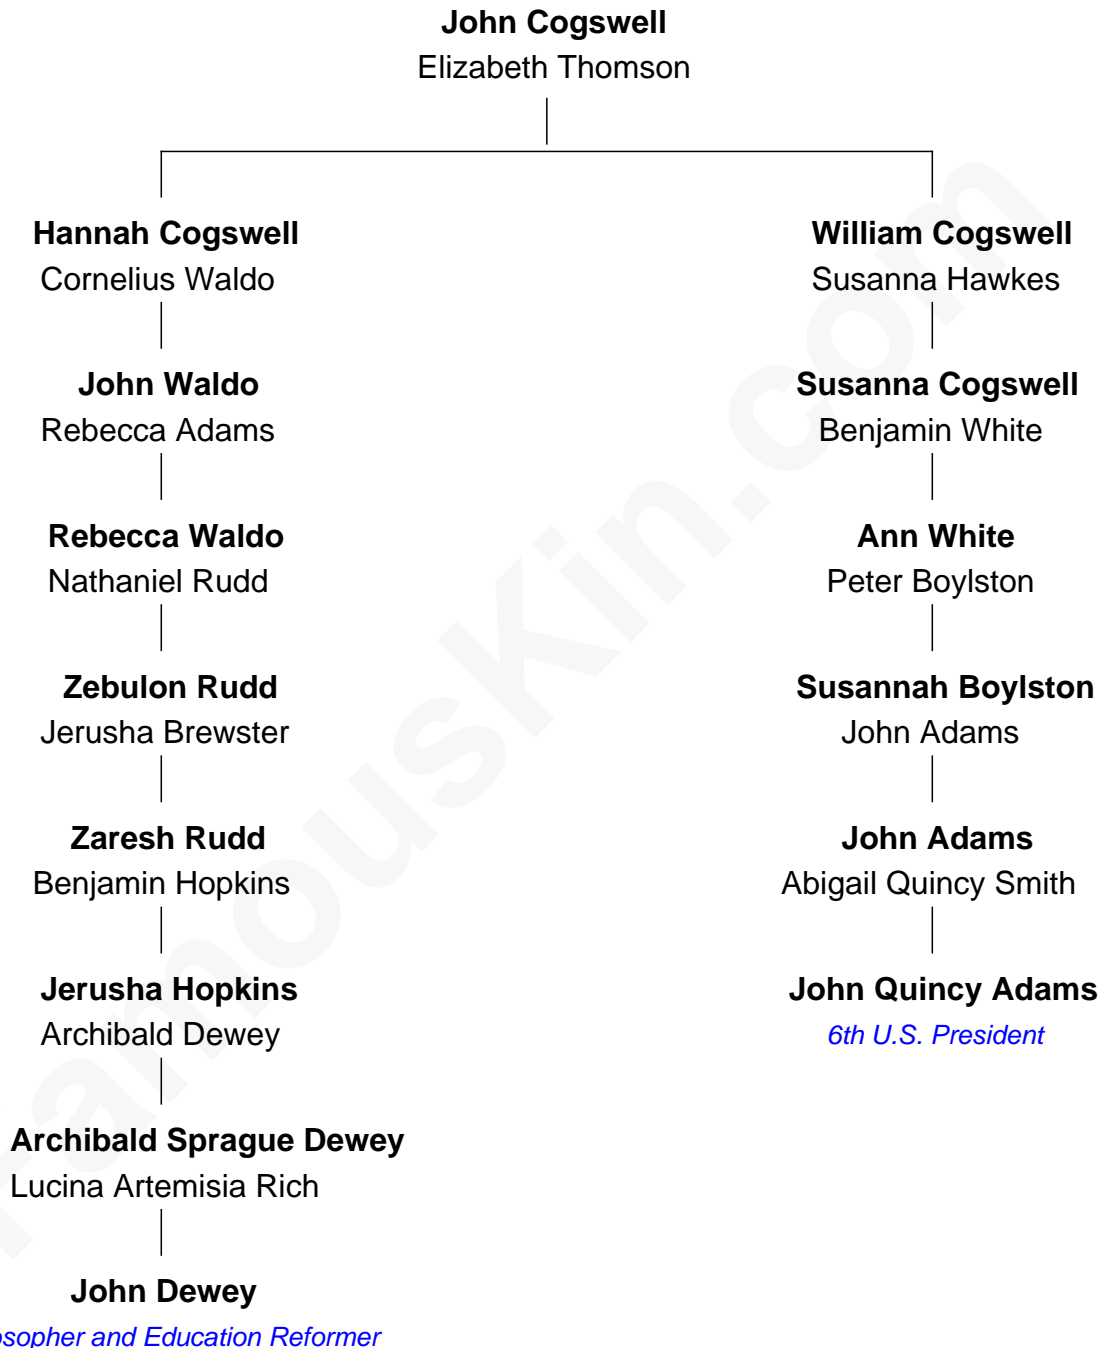 John Cogswell
Elizabeth Thomson
Hannah Cogswell
Cornelius Waldo
John Waldo
Rebecca Adams
Rebecca Waldo
Nathaniel Rudd
Zebulon Rudd
Jerusha Brewster
Zaresh Rudd
Benjamin Hopkins
Jerusha Hopkins
Archibald Dewey
Archibald Sprague Dewey
Lucina Artemisia Rich
John Dewey
osopher and Education Reformer
William Cogswell
Susanna Hawkes
Susanna Cogswell
Benjamin White
Ann White
Peter Boylston
Susannah Boylston
John Adams
John Adams
Abigail Quincy Smith
John Quincy Adams
6th U.S. President
FamousKin.com